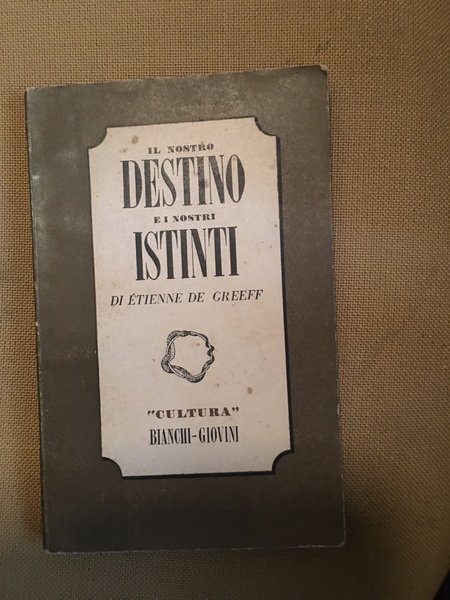 IL NOSTRO
DESTINO
E I NOSTRI
ISTINTI
DI ÉTIENNE DE GREEFF
"CULTURA"
BIANCHI-GIOVINI